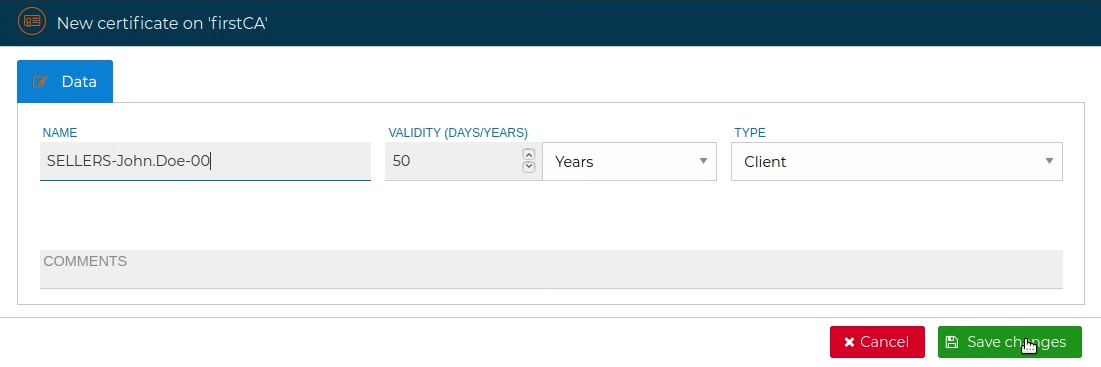 New certificate on 'firstCA'
Data
NAME VALIDITY (DAYS/YEARS) TYPE
SELLERS-John.Doe-00 50 Years Client
COMMENTS
Cancel Save changes